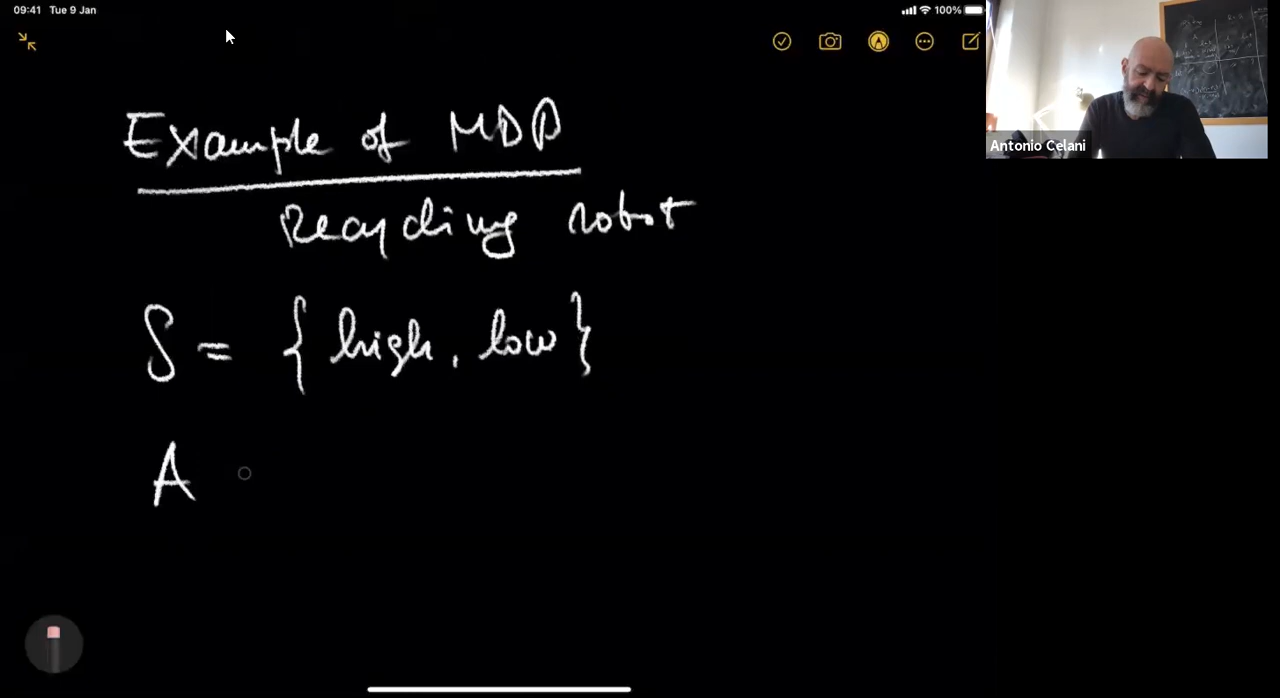 09:41 Tue 9 Jan
100%
Antonio Celani
Example of MDP
Recycling robot
S = { high, low }
A